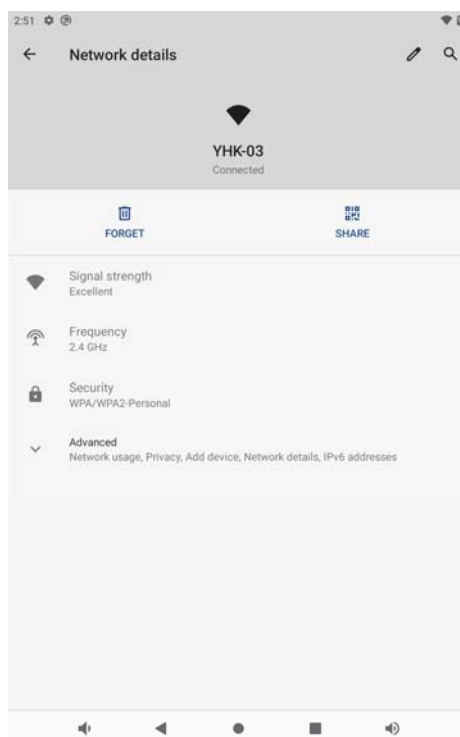 2:51
Network details
YHK-03
Connected
FORGET
SHARE
Signal strength
Excellent
Frequency
2.4 GHz
Security
WPA/WPA2-Personal
Advanced
Network usage, Privacy, Add device, Network details, IPv6 addresses